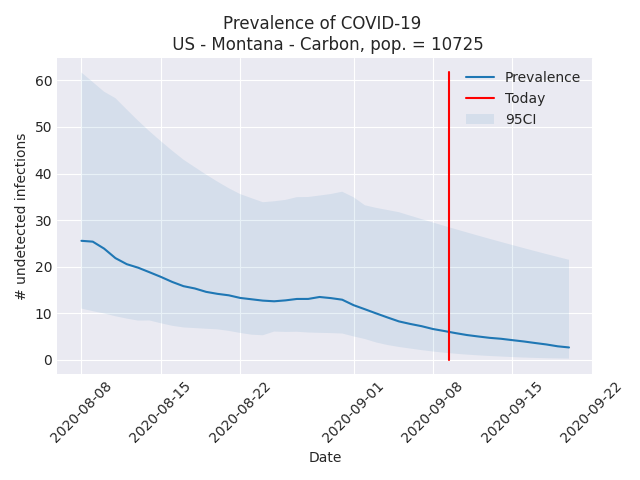 Prevalence of COVID-19
US - Montana - Carbon, pop. = 10725
Prevalence
Today
95CI
# undetected infections
60
50
40
30
20
10
0
2020-08-08
2020-08-15
2020-08-22
2020-09-01
2020-09-08
2020-09-15
2020-09-22
Date